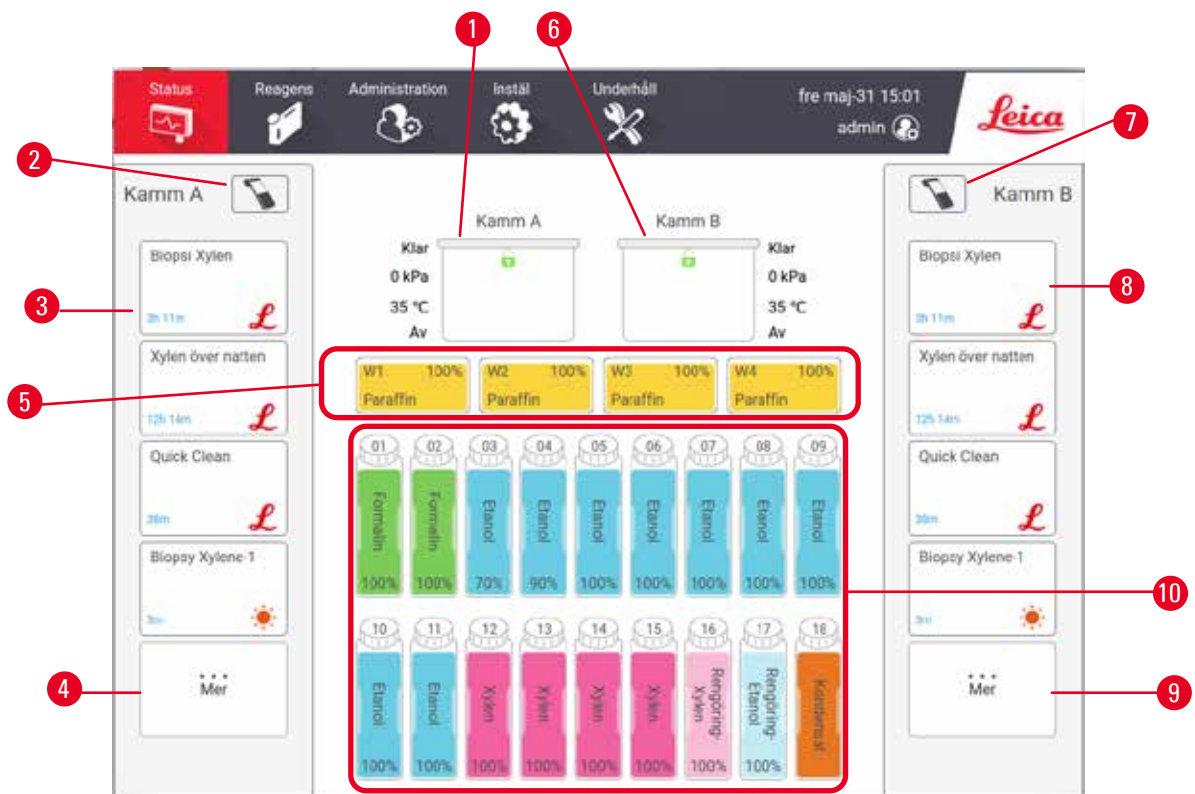 1
6
Status Reagens Administration Instäl Underhåll
fre maj-31 15:01
admin
Leica
7
2
Kamm A
Kamm B
Kamm A
Kamm B
Klar
0 kPa
35 °C
Av
Klar
0 kPa
35 °C
Av
3
Biopsi Xylen
3h 11m
Xylen över natten
12h 14m
Quick Clean
38m
Biopsy Xylene-1
3m
Mer
4
8
Biopsi Xylen
3h 11m
Xylen över natten
12h 14m
Quick Clean
38m
Biopsy Xylene-1
3m
Mer
9
5
W1 100%
Paraffin
W2 100%
Paraffin
W3 100%
Paraffin
W4 100%
Paraffin
10
01 02 03 04 05 06 07 08 09
Formalin Formalin Etanol Etanol Etanol Etanol Etanol Etanol Etanol
100% 100% 70% 90% 100% 100% 100% 100% 100%
10 11 12 13 14 15 16 17 18
Etanol Etanol Xylen Xylen Xylen Xylen Rengöring-Xylen Rengöring-Etanol Kondensat
100% 100% 100% 100% 100% 100% 100% 100%